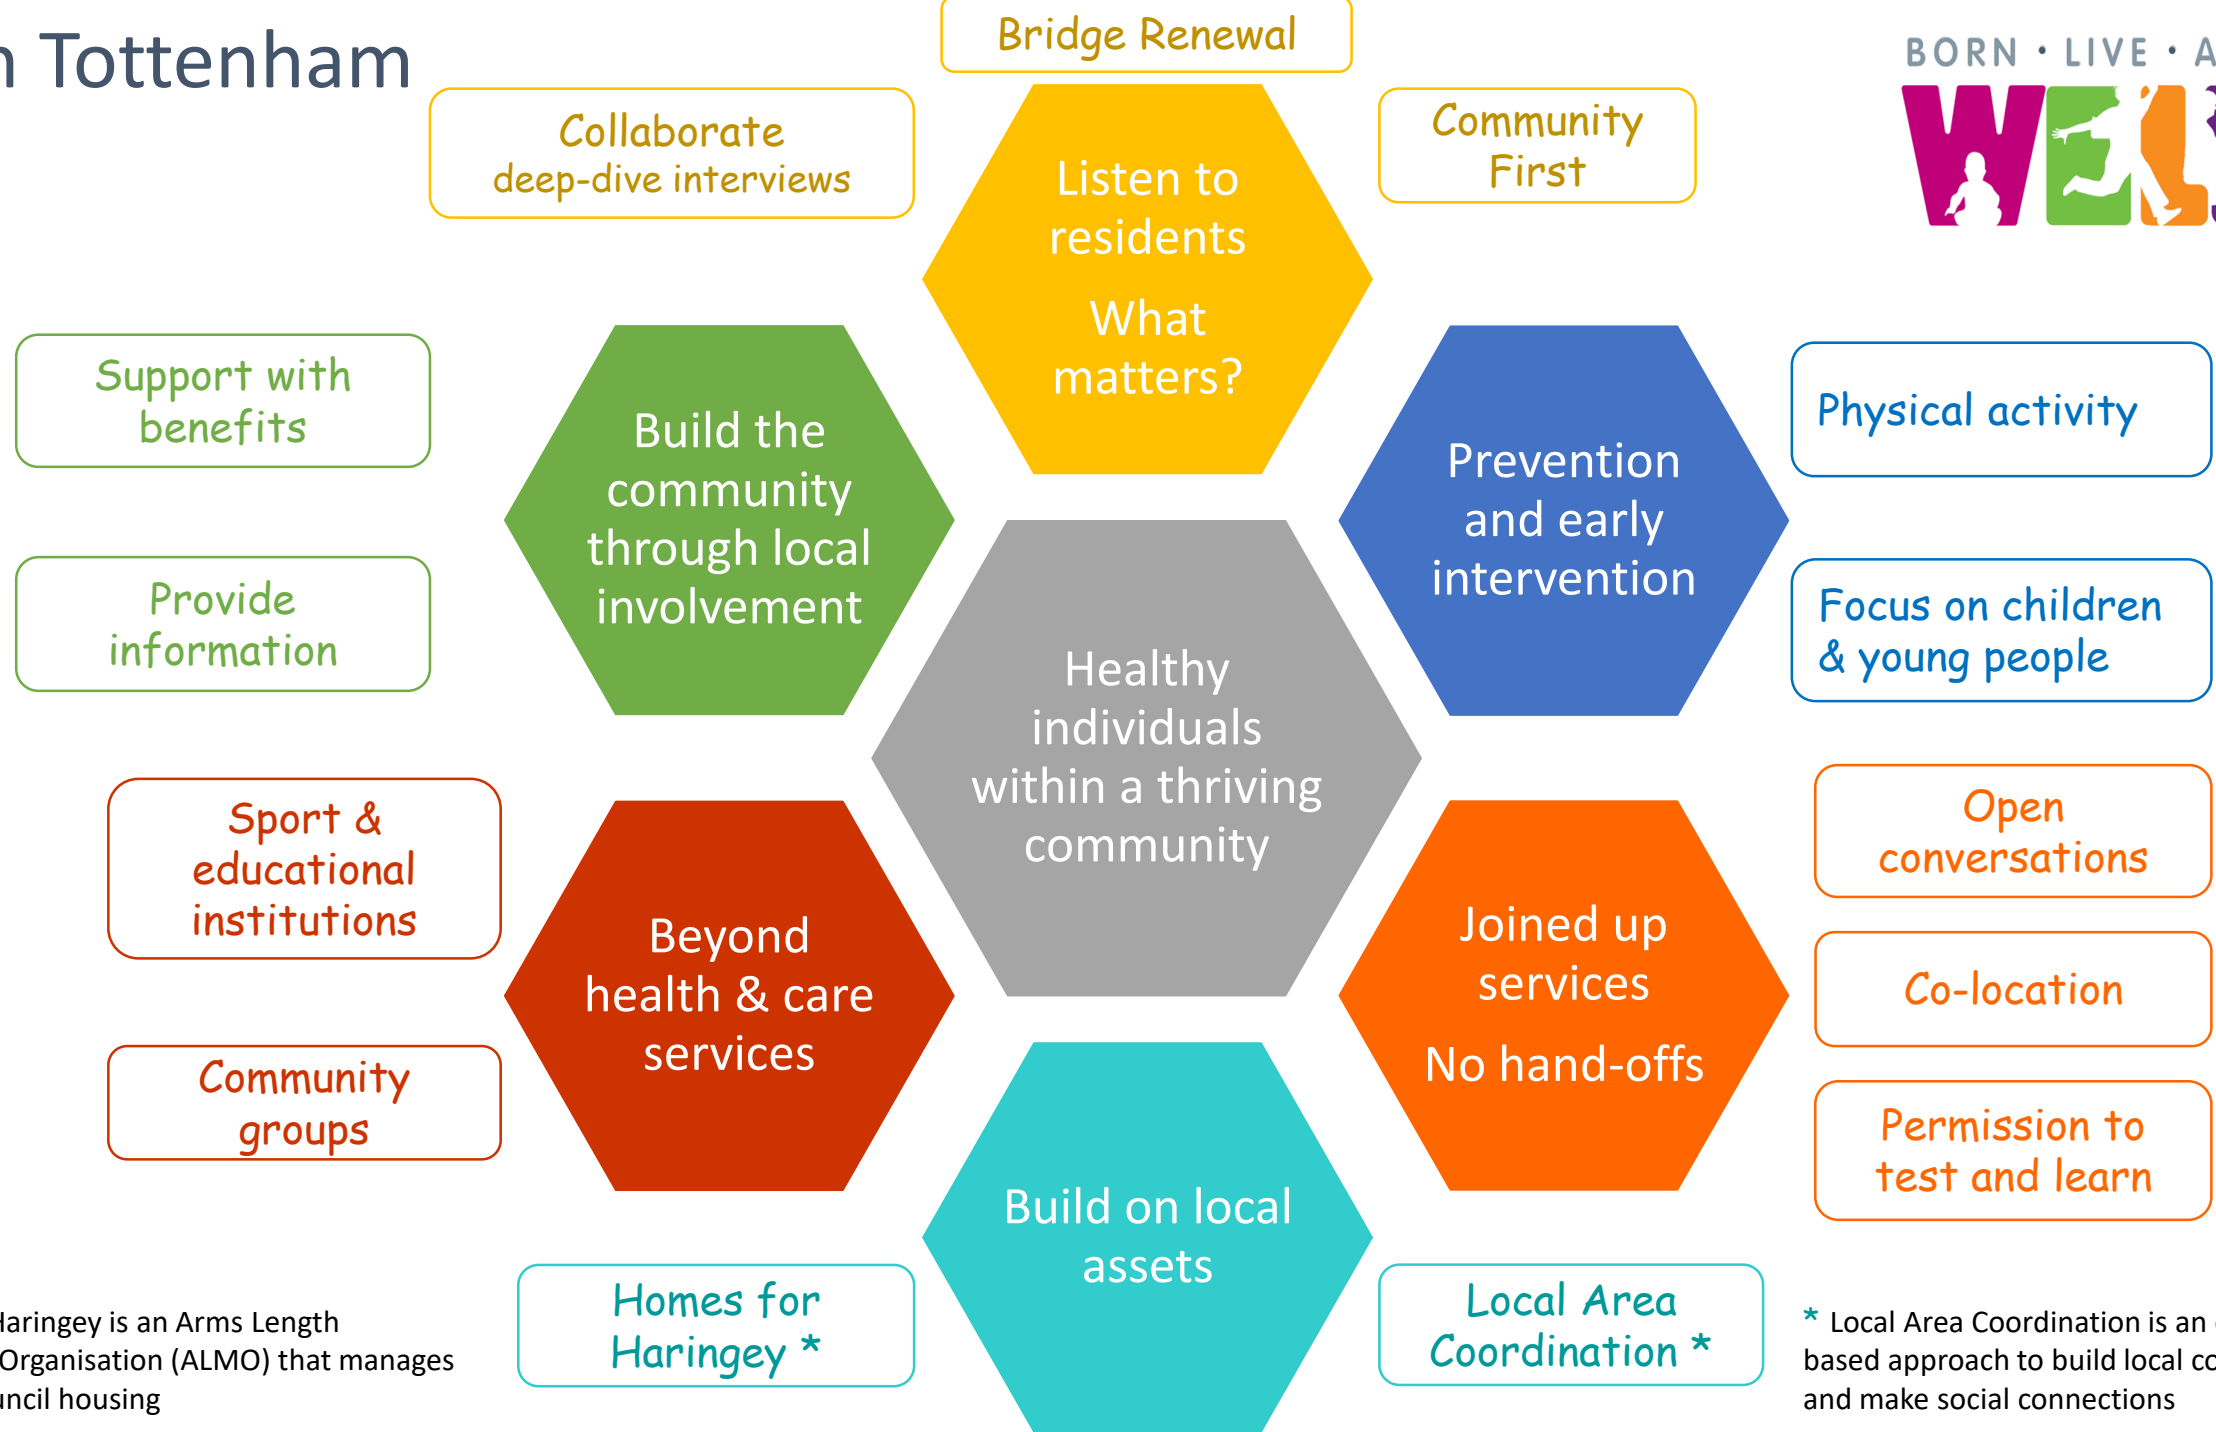 Tottenham
Bridge Renewal
BORN • LIVE •
WELL
Collaborate
deep-dive interviews
Community
First
Listen to
residents
What
matters?
Support with
benefits
Provide
information
Build the
community
through local
involvement
Prevention
and early
intervention
Physical activity
Focus on children
& young people
Healthy
individuals
within a thriving
community
Sport &
educational
institutions
Community
groups
Beyond
health & care
services
Joined up
services
No hand-offs
Open
conversations
Co-location
Permission to
test and learn
Build on local
assets
Homes for
Haringey *
Local Area
Coordination *
Haringey is an Arms Length
Organisation (ALMO) that manages
housing
* Local Area Coordination is an
based approach to build local
and make social connections